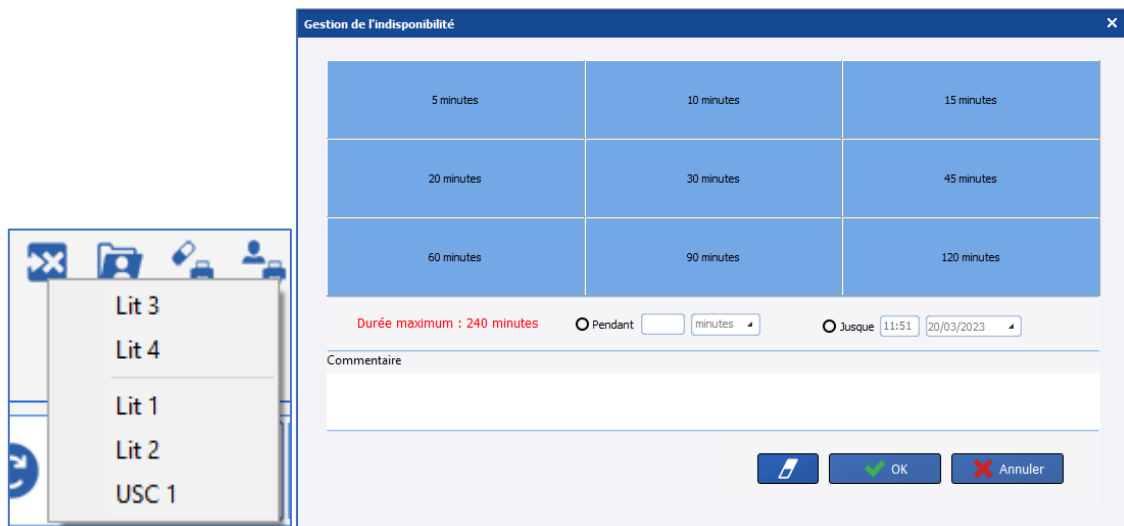 Lit 3
Lit 4
Lit 1
Lit 2
USC 1
Gestion de l'indisponibilité
5 minutes 10 minutes 15 minutes
20 minutes 30 minutes 45 minutes
60 minutes 90 minutes 120 minutes
Durée maximum : 240 minutes Pendant minutes Jusque 11:51 20/03/2023
Commentaire
OK Annuler